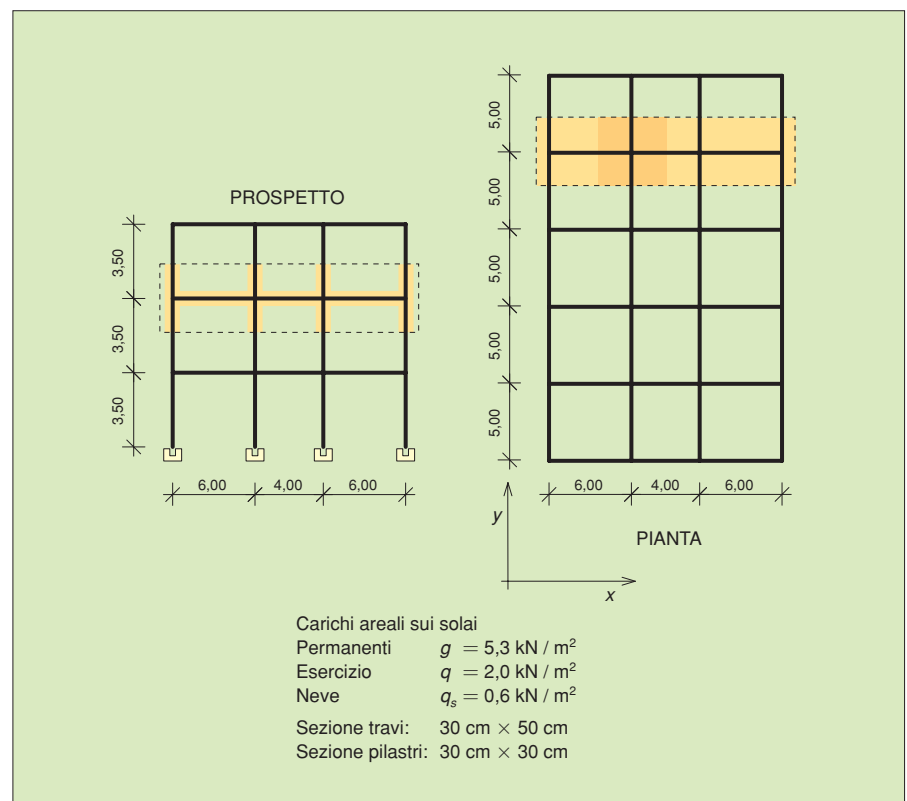 PROSPETTO
3,50
3,50
3,50
6,00 4,00 6,00
5,00
5,00
5,00
5,00
5,00
6,00 4,00 6,00
y
x
PIANTA
Carichi areali sui solai
Permanenti g = 5,3 kN / m²
Esercizio q = 2,0 kN / m²
Neve qₛ = 0,6 kN / m²
Sezione travi: 30 cm × 50 cm
Sezione pilastri: 30 cm × 30 cm